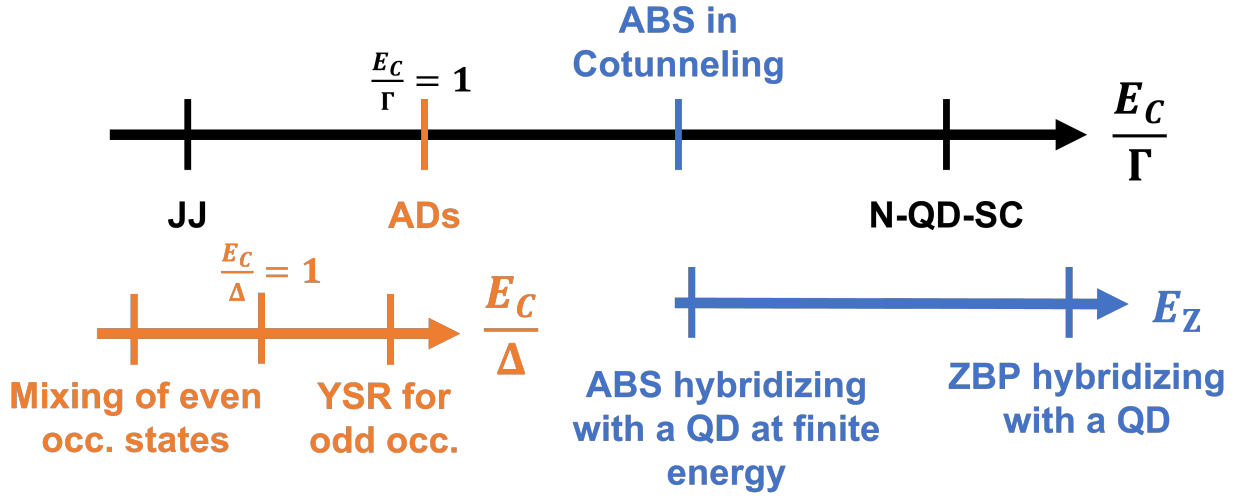 ABS in
Cotunneling
E_C/Γ = 1
E_C/Γ
JJ
ADs
N-QD-SC
E_C/Δ = 1
E_C/Δ
E_Z
Mixing of even
occ. states
YSR for
odd occ.
ABS hybridizing
with a QD at finite
energy
ZBP hybridizing
with a QD